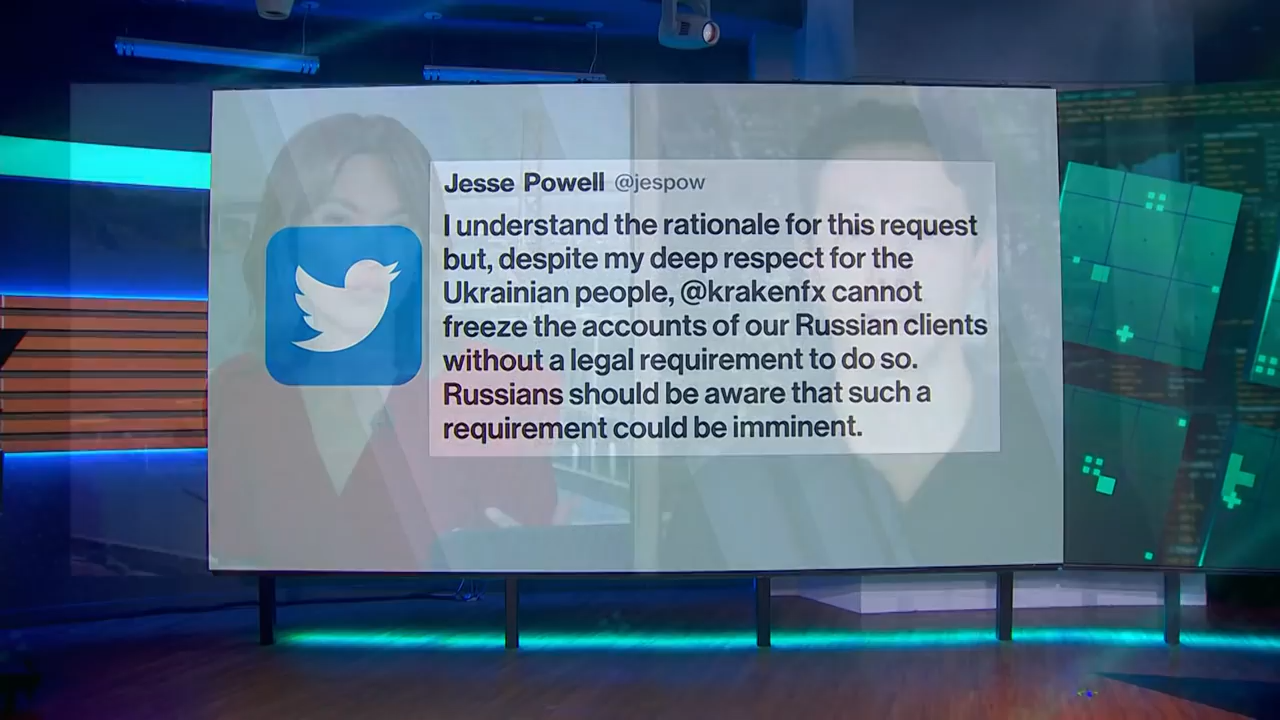 Jesse Powell @jespow
I understand the rationale for this request
but, despite my deep respect for the
Ukrainian people, @krakenfx cannot
freeze the accounts of our Russian clients
without a legal requirement to do so.
Russians should be aware that such a
requirement could be imminent.